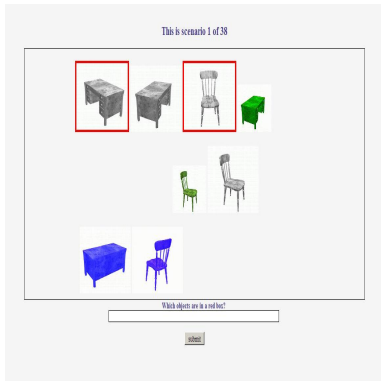 This is scenario 1 of 38
Which objects are in a red box?
submit